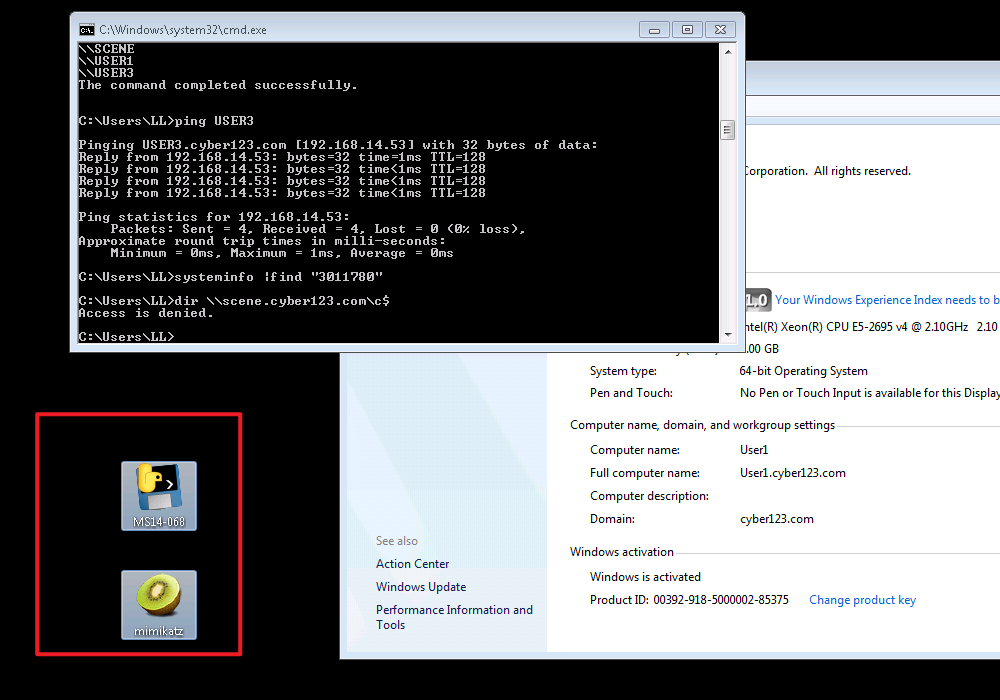 C:\Windows\system32\cmd.exe
\\SCENE
\\USER1
\\USER3
The command completed successfully.
C:\Users\LL>ping USER3
Pinging USER3.cyber123.com [192.168.14.53] with 32 bytes of data:
Reply from 192.168.14.53: bytes=32 time=1ms TTL=128
Reply from 192.168.14.53: bytes=32 time<1ms TTL=128
Reply from 192.168.14.53: bytes=32 time<1ms TTL=128
Reply from 192.168.14.53: bytes=32 time<1ms TTL=128
Ping statistics for 192.168.14.53:
Packets: Sent = 4, Received = 4, Lost = 0 (0% loss),
Approximate round trip times in milli-seconds:
Minimum = 0ms, Maximum = 1ms, Average = 0ms
C:\Users\LL>systeminfo |find "3011780"
C:\Users\LL>dir \\scene.cyber123.com\c$
Access is denied.
C:\Users\LL>
Corporation. All rights reserved.
1.0 Your Windows Experience Index needs to b
ntel(R) Xeon(R) CPU E5-2695 v4 @ 2.10GHz 2.10
.00 GB
System type: 64-bit Operating System
Pen and Touch: No Pen or Touch Input is available for this Display
Computer name, domain, and workgroup settings
Computer name: User1
Full computer name: User1.cyber123.com
Computer description:
Domain: cyber123.com
Windows activation
Windows is activated
Product ID: 00392-918-5000002-85375 Change product key
See also
Action Center
Windows Update
Performance Information and
Tools
MS14-068
mimikatz